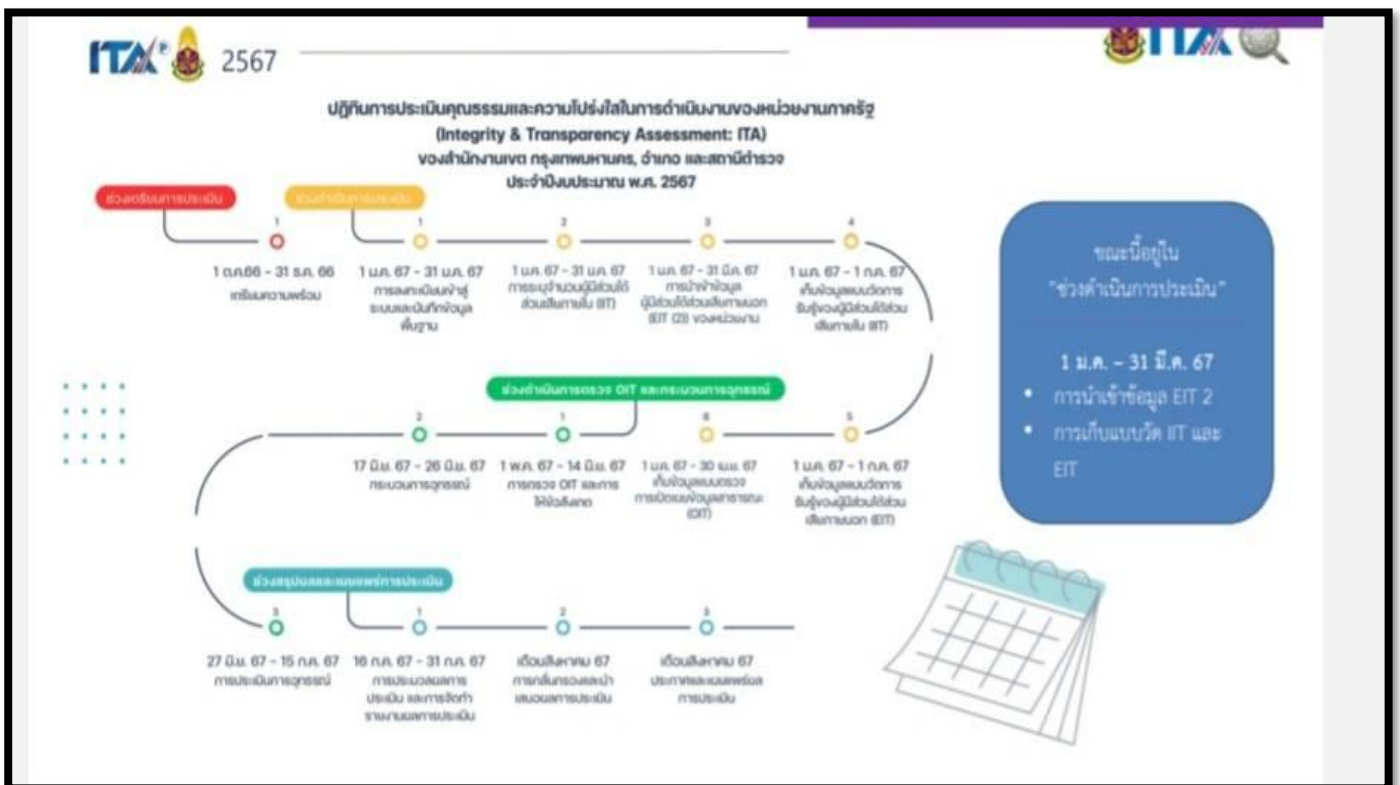 ITA
2567
ITA
ปฏิทินการประเมินคุณธรรมและความโปร่งใสในการดำเนินงานของหน่วยงานภาครัฐ
(Integrity & Transparency Assessment: ITA)
ของสำนักงานเขต กรุงเทพมหานคร, อำเภอ และสถานีตำรวจ
ประจำปีงบประมาณ พ.ศ. 2567
ช่วงเตรียมการประเมิน
1
1 ต.ค.66 - 31 ธ.ค. 66
เตรียมความพร้อม
ช่วงดำเนินการประเมิน
1
1 ม.ค. 67 - 31 ม.ค. 67
การลงทะเบียนเข้าสู่
ระบบและบันทึกข้อมูล
พื้นฐาน
2
1 ม.ค. 67 - 31 ม.ค. 67
การระบุจำนวนผู้มีส่วนได้
ส่วนเสียภายใน (IIT)
3
1 ม.ค. 67 - 31 มี.ค. 67
การนำเข้าข้อมูล
ผู้มีส่วนได้ส่วนเสียภายนอก
(EIT (2)) ของหน่วยงาน
4
1 ม.ค. 67 - 1 ก.ค. 67
เก็บข้อมูลแบบวัดการ
รับรู้ของผู้มีส่วนได้ส่วน
เสียภายใน (IIT)
5
1 ม.ค. 67 - 1 ก.ค. 67
เก็บข้อมูลแบบวัดการ
รับรู้ของผู้มีส่วนได้ส่วน
เสียภายนอก (EIT)
6
1 ม.ค. 67 - 30 เม.ย. 67
เก็บข้อมูลแบบตรวจ
การเปิดเผยข้อมูลสาธารณะ
(OIT)
ช่วงดำเนินการตรวจ OIT และกระบวนการอุทธรณ์
1
1 พ.ค. 67 - 14 มิ.ย. 67
การตรวจ OIT และการ
ให้ข้อสังเกต
2
17 มิ.ย. 67 - 26 มิ.ย. 67
กระบวนการอุทธรณ์
3
27 มิ.ย. 67 - 15 ก.ค. 67
การประเมินการอุทธรณ์
ช่วงสรุปผลและเผยแพร่การประเมิน
1
16 ก.ค. 67 - 31 ก.ค. 67
การประมวลผลการ
ประเมิน และการจัดทำ
รายงานผลการประเมิน
2
เดือนสิงหาคม 67
การกลั่นกรองและนำ
เสนอผลการประเมิน
3
เดือนสิงหาคม 67
ประกาศและเผยแพร่ผล
การประเมิน
ขณะนี้อยู่ใน
"ช่วงดำเนินการประเมิน"
1 ม.ค. – 31 มี.ค. 67
• การนำเข้าข้อมูล EIT 2
• การเก็บแบบวัด IIT และ
EIT